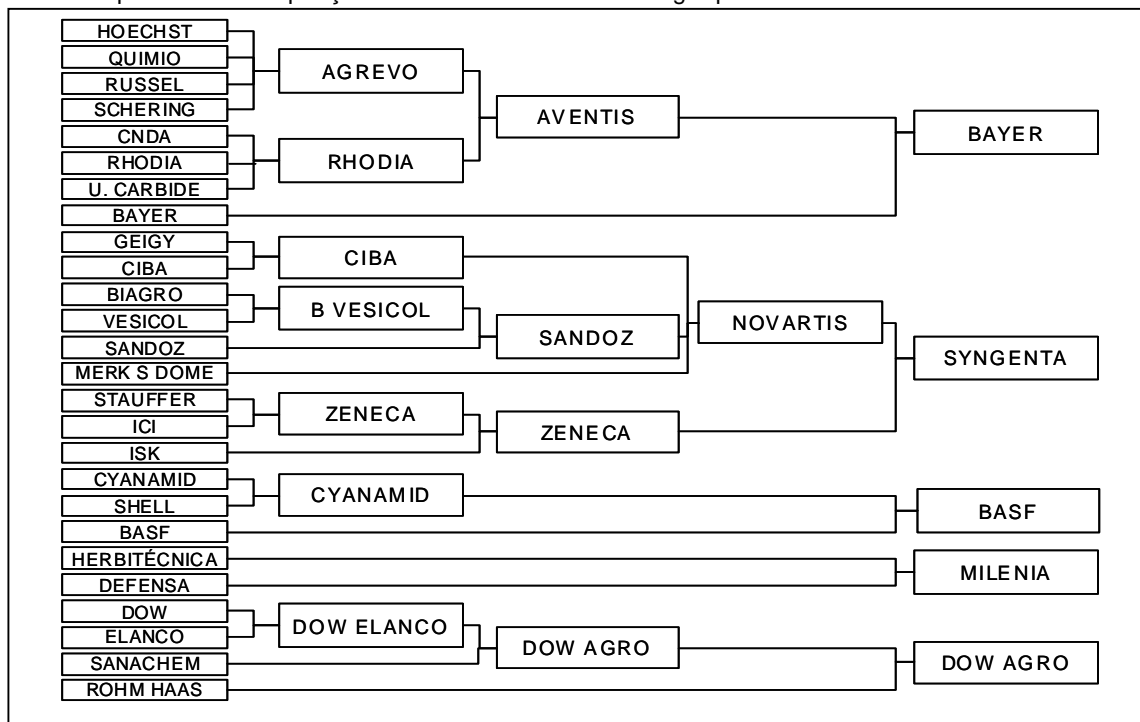 HOECHST
QUIMIO
RUSSEL
SCHERING
CNDA
RHODIA
U. CARBIDE
BAYER
GEIGY
CIBA
BIAGRO
VESICOL
SANDOZ
MERK S DOME
STAUFFER
ICI
ISK
CYANAMID
SHELL
BASF
HERBITÉCNICA
DEFENSA
DOW
ELANCO
SANACHEM
ROHM HAAS
AGREVO
RHODIA
CIBA
B VESICOL
ZENECA
CYANAMID
DOW ELANCO
AVENTIS
SANDOZ
ZENECA
DOW AGRO
NOVARTIS
BAYER
SYNGENTA
BASF
MILENIA
DOW AGRO